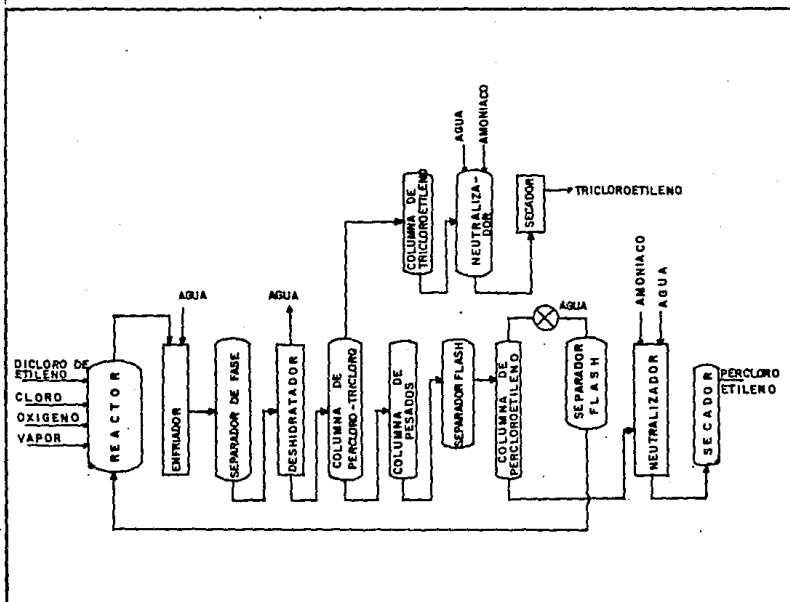 AGUA
AMONIACO
COLUMNA DE
TRICLOROETILENO
NEUTRALIZA-
DOR
SECADOR
TRICLOROETILENO
AGUA
AGUA
AGUA
AMONIACO
AGUA
DICLORO DE
ETILENO
CLORO
OXIGENO
VAPOR
REACTOR
ENFRIADOR
SEPARADOR DE FASE
DESHIDRATADOR
COLUMNA DE
PERCLORO-TRICLORO
COLUMNA DE
PESADOS
SEPARADOR FLASH
COLUMNA DE
PERCLOROETILENO
SEPARADOR
FLASH
NEUTRALIZADOR
SECADOR
PERCLORO
ETILENO